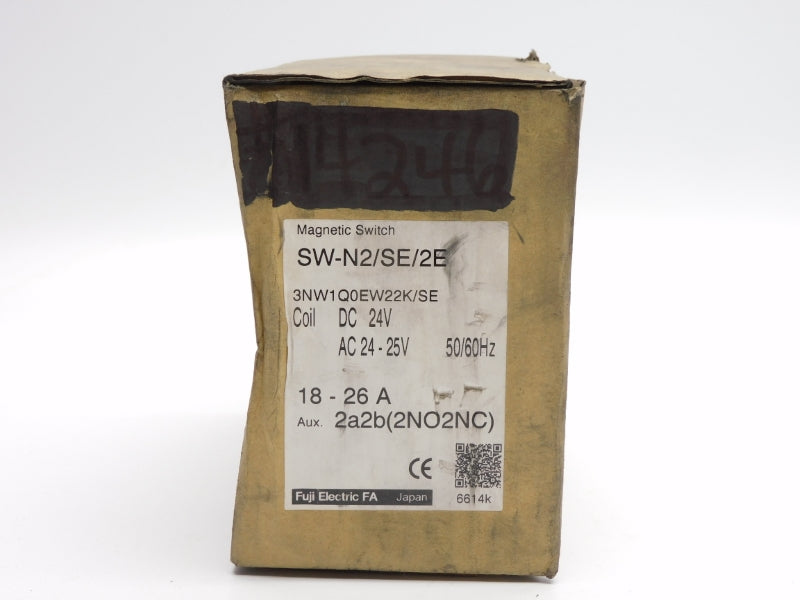 14246
Magnetic Switch
SW-N2/SE/2E
3NW1Q0EW22K/SE
Coil DC 24V
AC 24 - 25V 50/60Hz
18 - 26 A
Aux. 2a2b(2NO2NC)
CE
Fuji Electric FA Japan 6614k